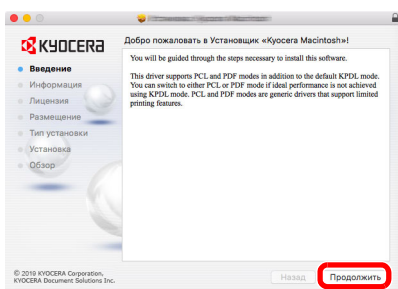 KYOCERA
Добро пожаловать в Установщик «Kyocera Macintosh»!
Введение
Информация
Лицензия
Размещение
Тип установки
Установка
Обзор
You will be guided through the steps necessary to install this software.
This driver supports PCL and PDF modes in addition to the default KPDL mode.
You can switch to either PCL or PDF mode if ideal performance is not achieved
using KPDL mode. PCL and PDF modes are generic drivers that support limited
printing features.
© 2019 KYOCERA Corporation,
KYOCERA Document Solutions Inc.
Назад
Продолжить